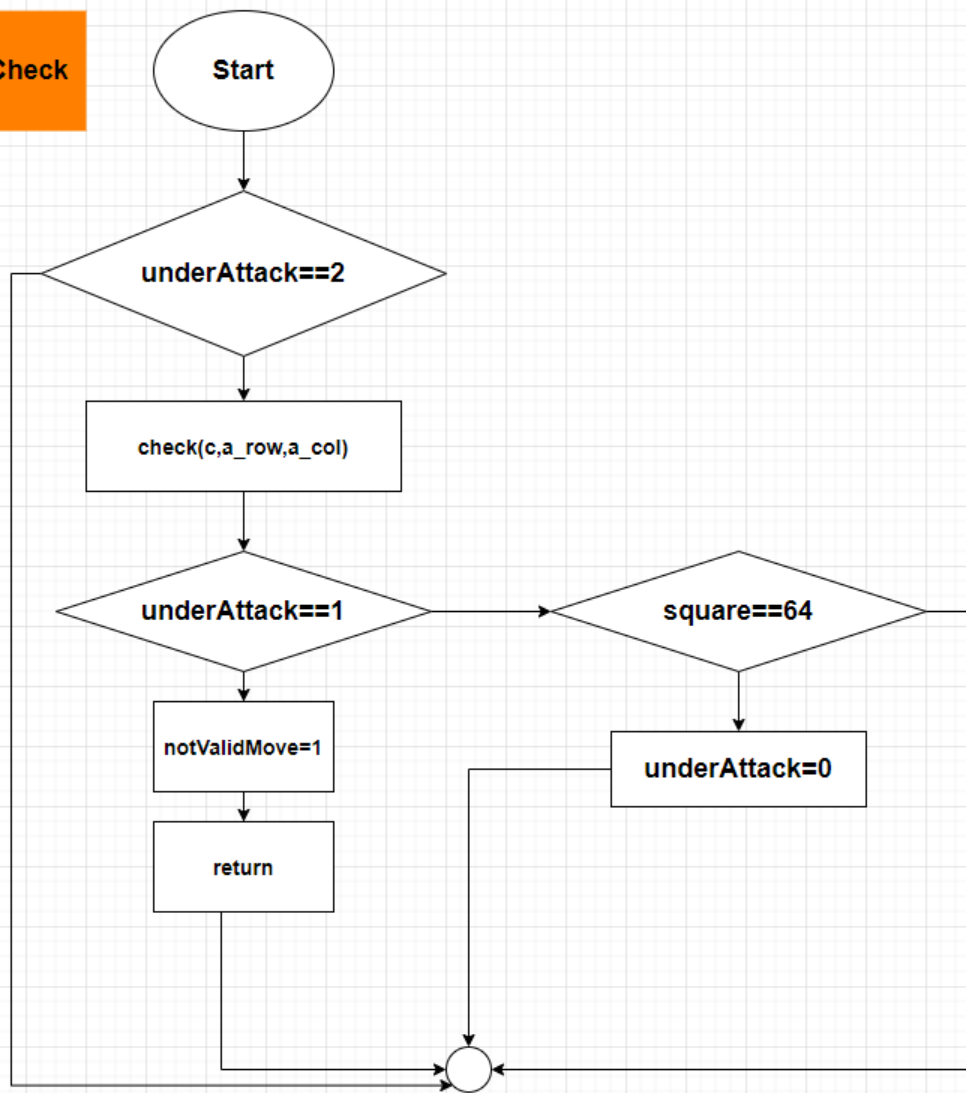 Check
Start
underAttack==2
check(c,a_row,a_col)
underAttack==1
square==64
notValidMove=1
underAttack=0
return